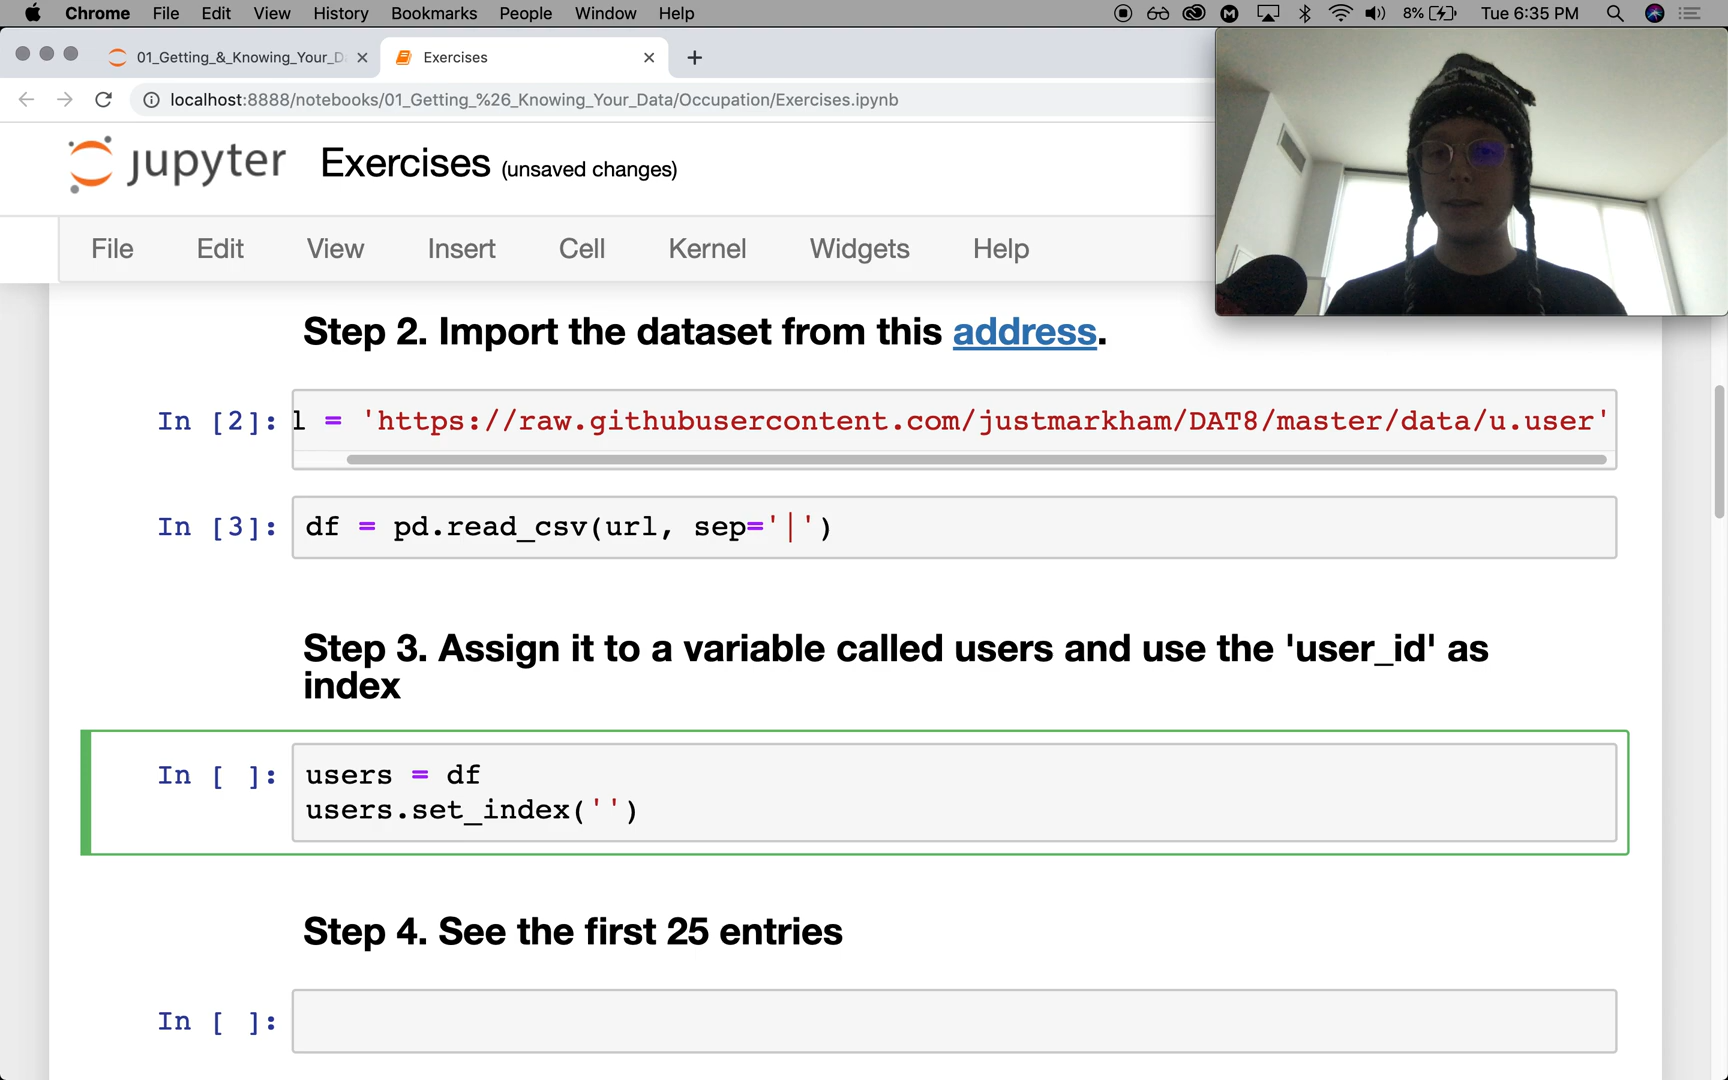 Chrome File Edit View History Bookmarks People Window Help 8% Tue 6:35 PM
01_Getting_&_Knowing_Your_D
Exercises
localhost:8888/notebooks/01_Getting_%26_Knowing_Your_Data/Occupation/Exercises.ipynb
jupyter Exercises (unsaved changes)
File Edit View Insert Cell Kernel Widgets Help
Step 2. Import the dataset from this address.
In [2]: l = 'https://raw.githubusercontent.com/justmarkham/DAT8/master/data/u.user'
In [3]: df = pd.read_csv(url, sep='|')
Step 3. Assign it to a variable called users and use the 'user_id' as
index
In [ ]: users = df
users.set_index('')
Step 4. See the first 25 entries
In [ ]: